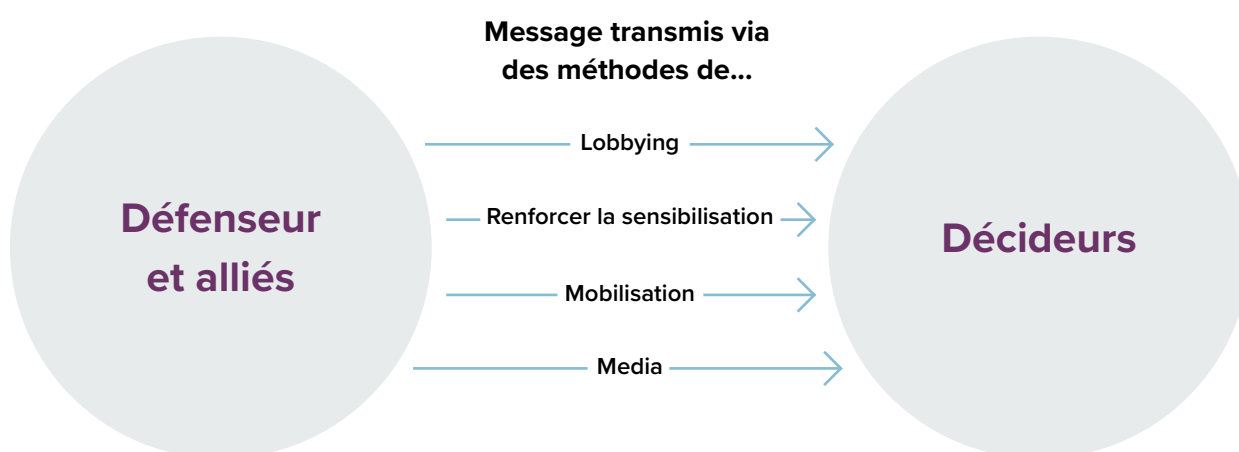 Message transmis via
des méthodes de...
Défenseur
et alliés
Lobbying
Renforcer la sensibilisation
Mobilisation
Media
Décideurs